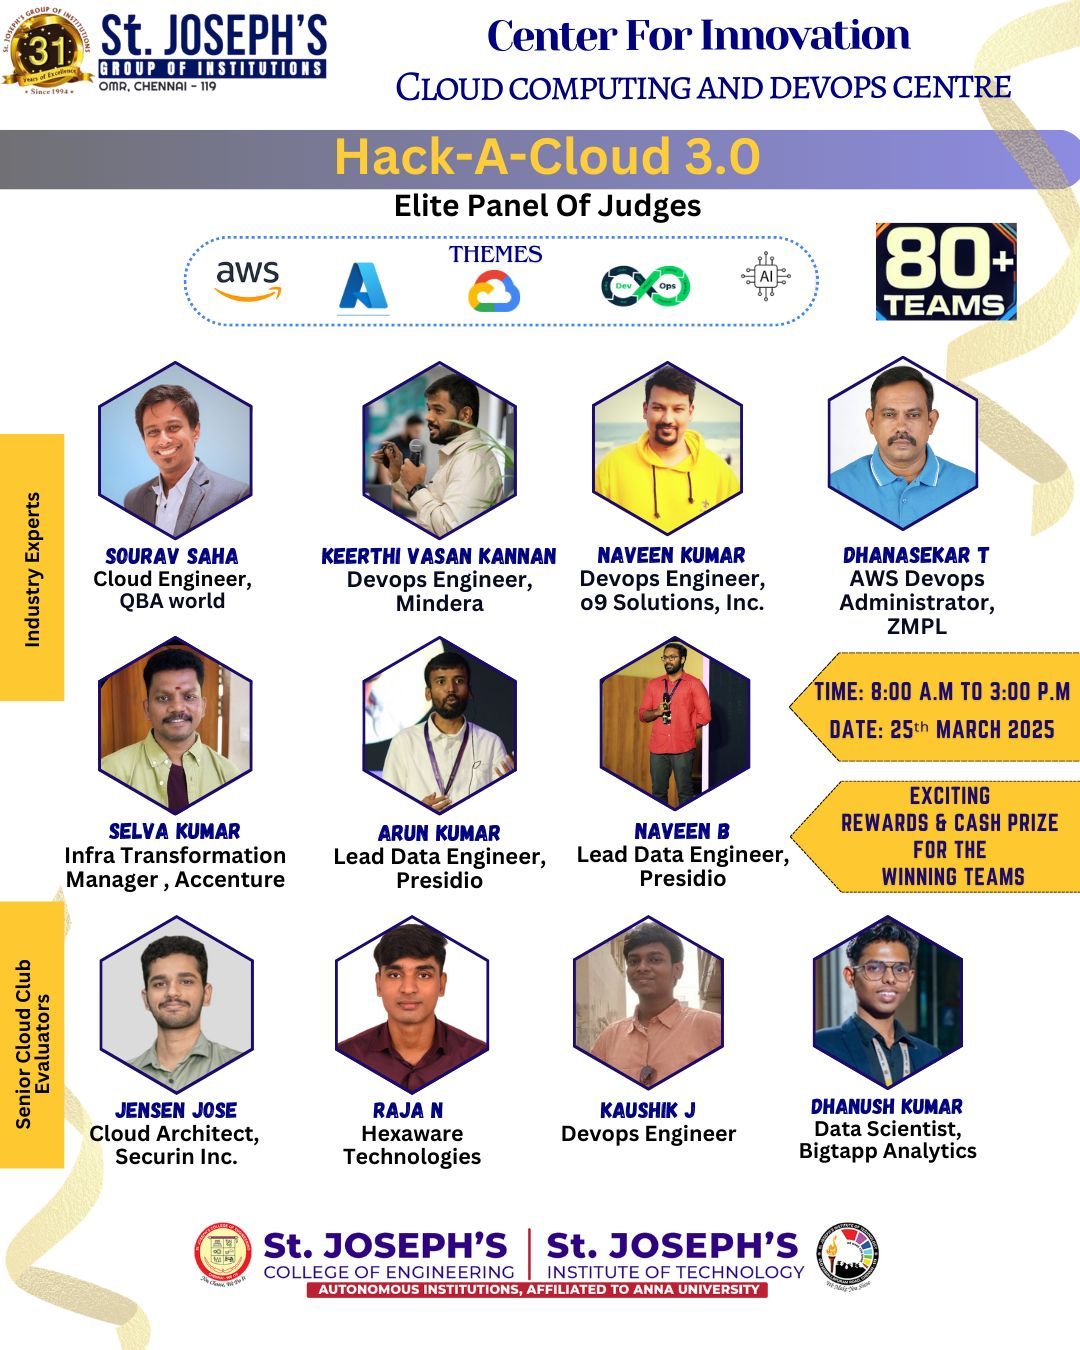 St. JOSEPH'S GROUP OF INSTITUTIONS
31
Years of Excellence
• Since 1994 •
St. JOSEPH'S
GROUP OF INSTITUTIONS
OMR, CHENNAI - 119
Center For Innovation
CLOUD COMPUTING AND DEVOPS CENTRE
Hack-A-Cloud 3.0
Elite Panel Of Judges
THEMES
aws
Dev Ops
AI
80+
TEAMS
Industry Experts
SOURAV SAHA
Cloud Engineer,
QBA world
KEERTHI VASAN KANNAN
Devops Engineer,
Mindera
NAVEEN KUMAR
Devops Engineer,
o9 Solutions, Inc.
DHANASEKAR T
AWS Devops
Administrator,
ZMPL
SELVA KUMAR
Infra Transformation
Manager , Accenture
ARUN KUMAR
Lead Data Engineer,
Presidio
NAVEEN B
Lead Data Engineer,
Presidio
TIME: 8:00 A.M TO 3:00 P.M
DATE: 25th MARCH 2025
EXCITING
REWARDS & CASH PRIZE
FOR THE
WINNING TEAMS
Senior Cloud Club
Evaluators
JENSEN JOSE
Cloud Architect,
Securin Inc.
RAJA N
Hexaware
Technologies
KAUSHIK J
Devops Engineer
DHANUSH KUMAR
Data Scientist,
Bigtapp Analytics
St. JOSEPH'S
COLLEGE OF ENGINEERING
St. JOSEPH'S
INSTITUTE OF TECHNOLOGY
AUTONOMOUS INSTITUTIONS, AFFILIATED TO ANNA UNIVERSITY